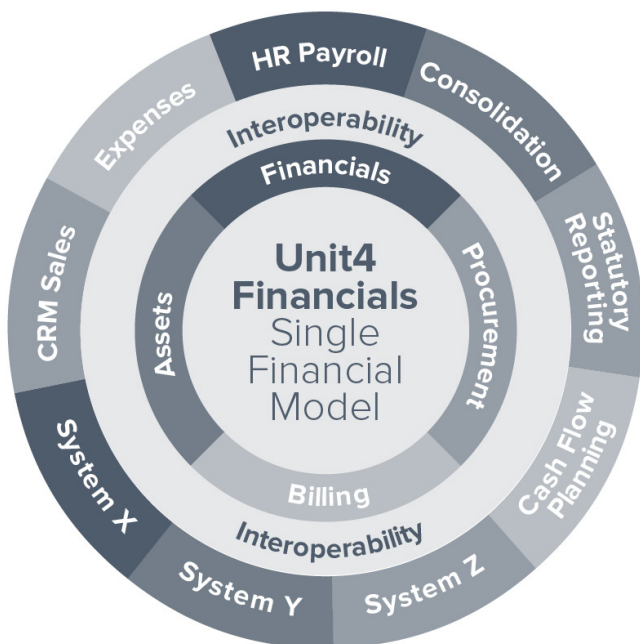 HR Payroll
Consolidation
Statutory
Reporting
Cash Flow
Planning
System Z
System Y
System X
CRM Sales
Expenses
Interoperability
Financials
Procurement
Billing
Assets
Unit4
Financials
Single
Financial
Model
Interoperability